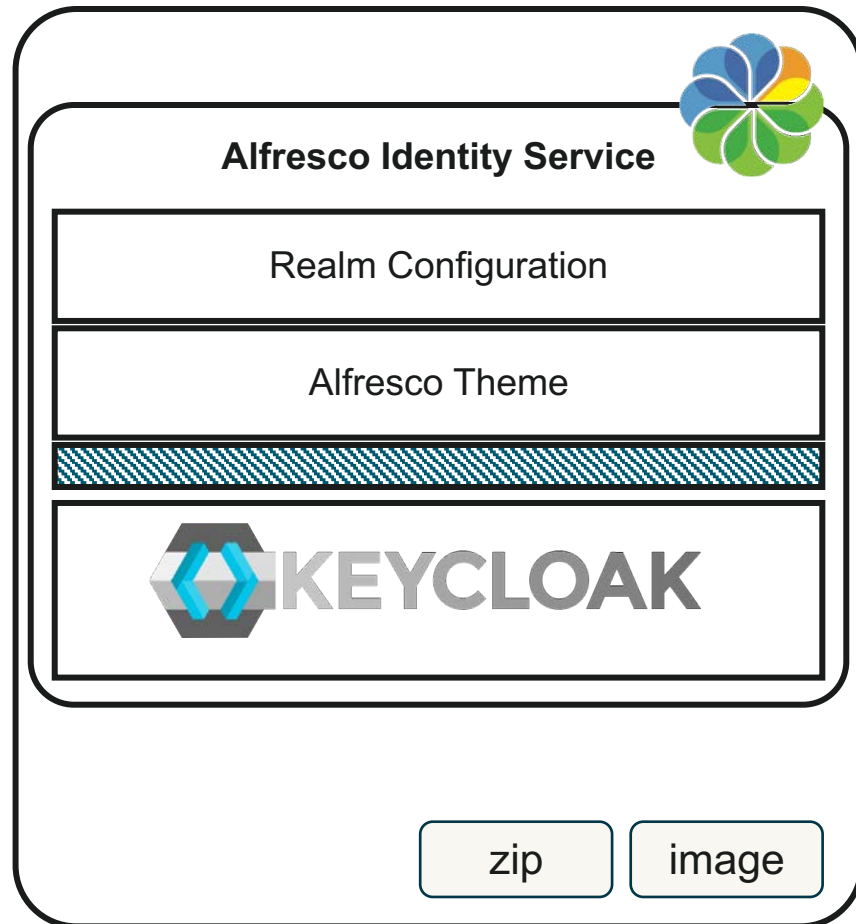 Alfresco Identity Service
Realm Configuration
Alfresco Theme
KEYCLOAK
zip
image